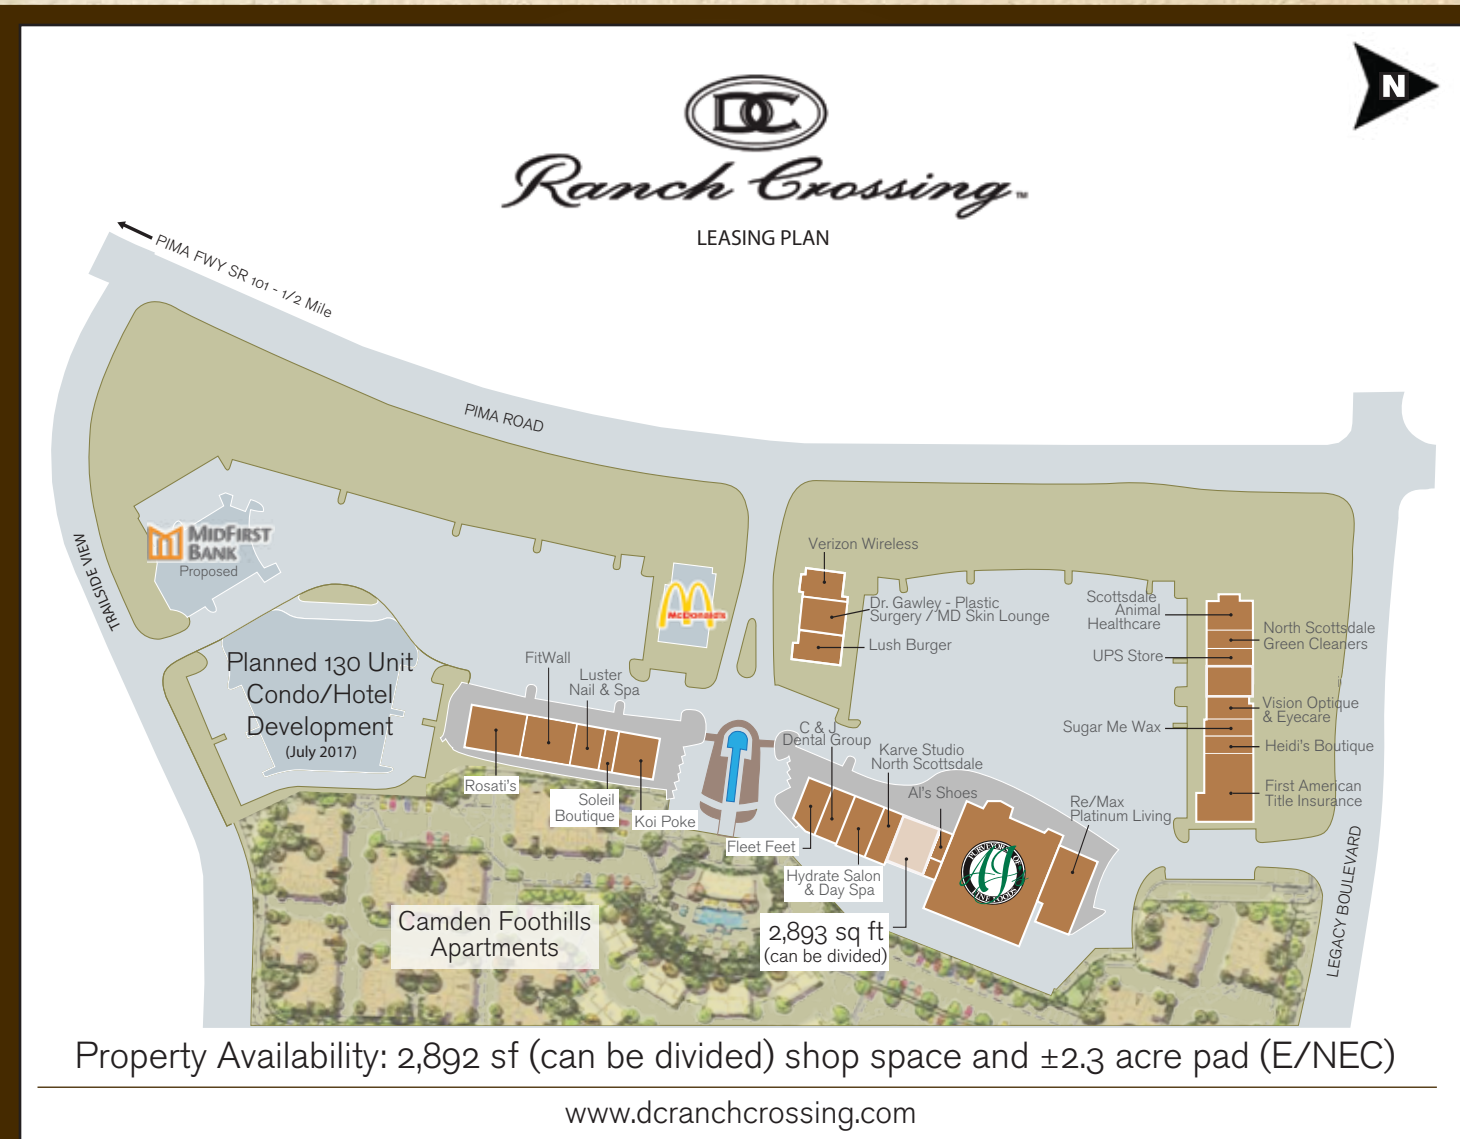 N
DC
Ranch Crossing™
LEASING PLAN
PIMA FWY SR 101 - 1/2 Mile
PIMA ROAD
TRAILSIDE VIEW
MIDFIRST
BANK
Proposed
McDonald's
Verizon Wireless
Dr. Gawley - Plastic
Surgery / MD Skin Lounge
Lush Burger
Scottsdale
Animal
Healthcare
North Scottsdale
Green Cleaners
UPS Store
Vision Optique
& Eyecare
Sugar Me Wax
Heidi's Boutique
First American
Title Insurance
Planned 130 Unit
Condo/Hotel
Development
(July 2017)
FitWall
Luster
Nail & Spa
Rosati's
Soleil
Boutique
Koi Poke
C & J
Dental Group
Karve Studio
North Scottsdale
Al's Shoes
Re/Max
Platinum Living
Fleet Feet
Hydrate Salon
& Day Spa
PURVEYORS OF
AJ
FINE FOODS
2,893 sq ft
(can be divided)
Camden Foothills
Apartments
LEGACY BOULEVARD
Property Availability: 2,892 sf (can be divided) shop space and ±2.3 acre pad (E/NEC)
www.dcranchcrossing.com